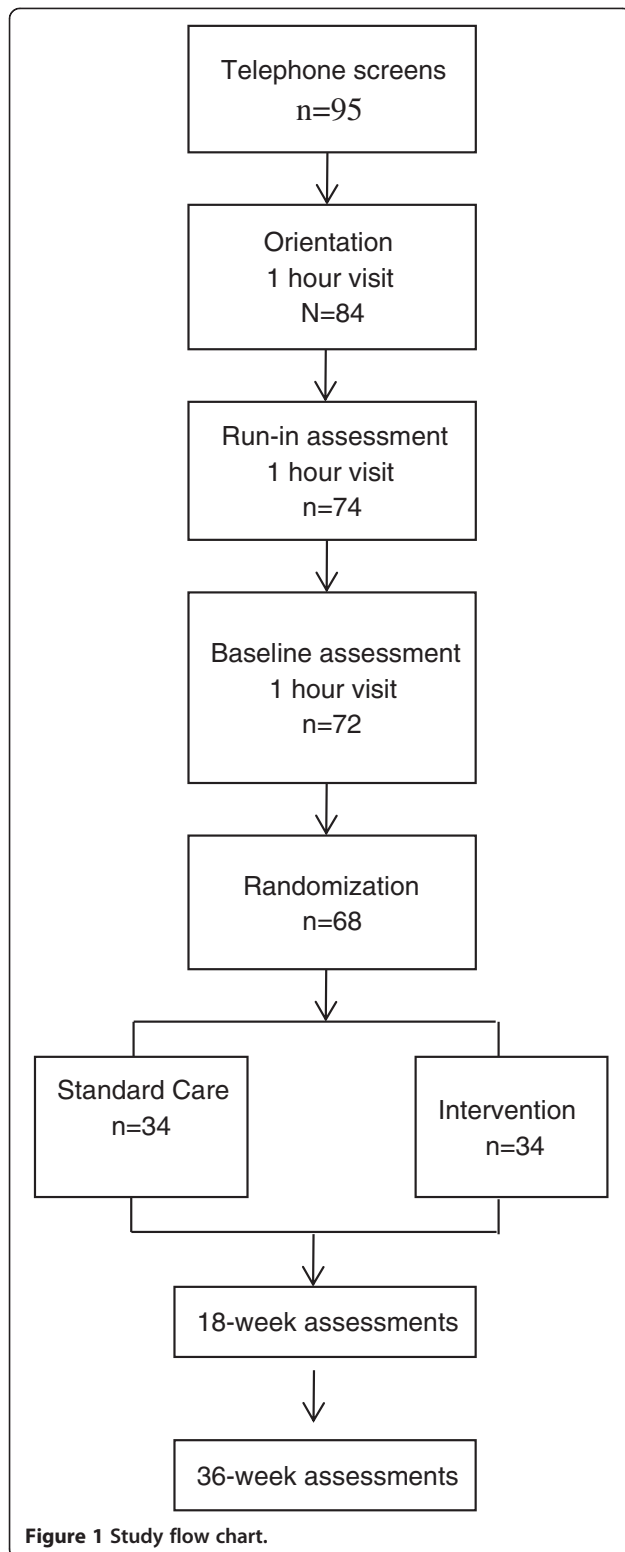 Telephone screens
n=95
Orientation
1 hour visit
N=84
Run-in assessment
1 hour visit
n=74
Baseline assessment
1 hour visit
n=72
Randomization
n=68
Standard Care
n=34
Intervention
n=34
18-week assessments
36-week assessments
Figure 1 Study flow chart.